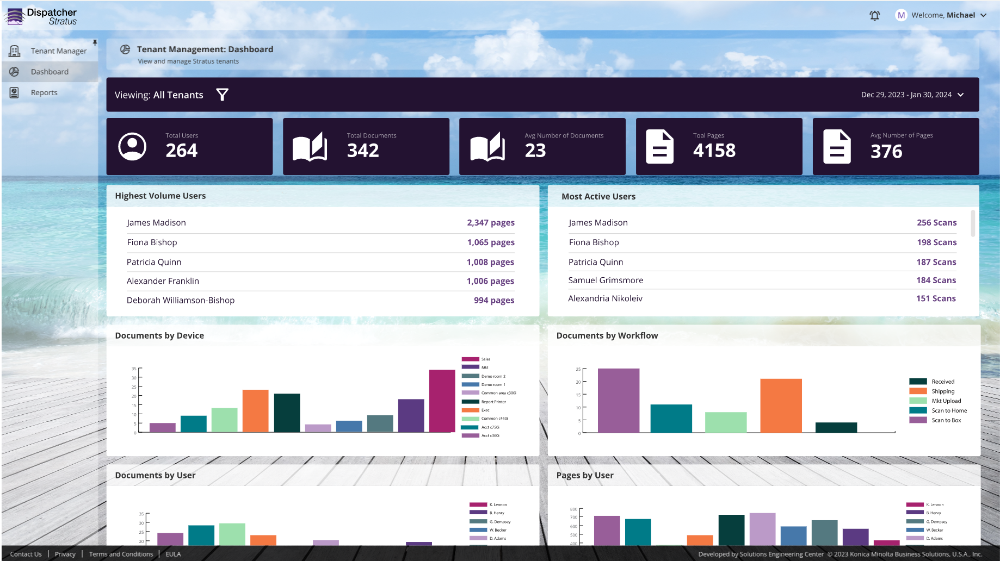 Dispatcher
Stratus
M Welcome, Michael
Tenant Manager
Dashboard
Reports
Tenant Management: Dashboard
View and manage Stratus tenants
Viewing: All Tenants
Dec 29, 2023 - Jan 30, 2024
Total Users
264
Total Documents
342
Avg Number of Documents
23
Toal Pages
4158
Avg Number of Pages
376
Highest Volume Users
James Madison 2,347 pages
Fiona Bishop 1,065 pages
Patricia Quinn 1,008 pages
Alexander Franklin 1,006 pages
Deborah Williamson-Bishop 994 pages
Most Active Users
James Madison 256 Scans
Fiona Bishop 198 Scans
Patricia Quinn 187 Scans
Samuel Grimsmore 184 Scans
Alexandria Nikoleiv 151 Scans
Documents by Device
35
30
25
20
15
10
5
0
Sales
Mkt
Demo room 2
Demo room 1
Common area c300i
Report Printer
Exec
Common c450i
Acct c750i
Acct c360i
Documents by Workflow
25
20
15
10
5
0
Received
Shipping
Mkt Upload
Scan to Home
Scan to Box
Documents by User
35
30
25
20
K. Lennon
B. Henry
G. Dempsey
W. Becker
D. Adams
Pages by User
800
700
600
500
400
K. Lennon
B. Henry
G. Dempsey
W. Becker
D. Adams
Contact Us | Privacy | Terms and Conditions | EULA
Developed by Solutions Engineering Center © 2023 Konica Minolta Business Solutions, U.S.A., Inc.